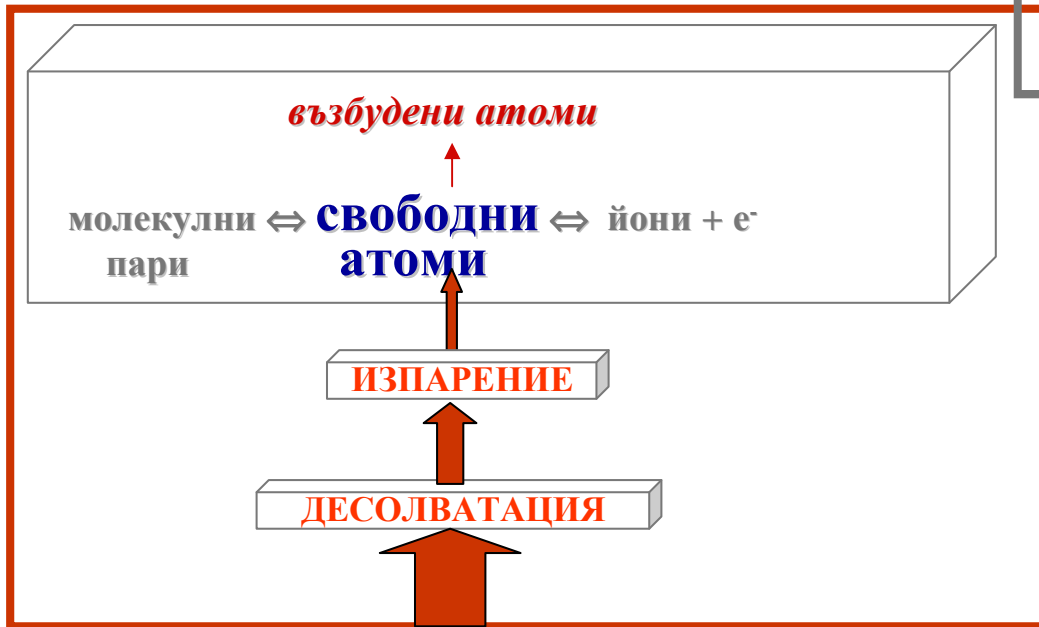 възбудени атоми
молекулни ⇔ свободни ⇔ йони + е-
пари атоми
ИЗПАРЕНИЕ
ДЕСОЛВАТАЦИЯ